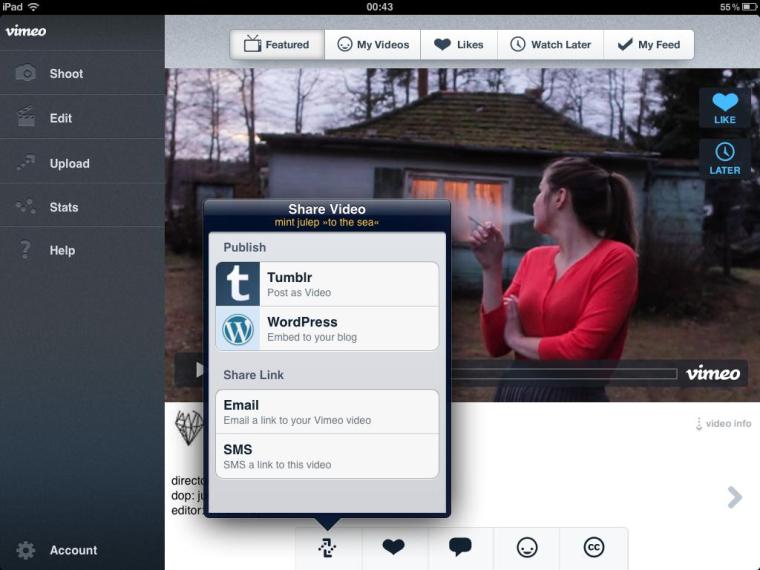 iPad
00:43
55%
vimeo
Featured
My Videos
Likes
Watch Later
My Feed
Shoot
Edit
Upload
Stats
Help
Account
LIKE
LATER
Share Video
mint julep »to the sea«
Publish
Tumblr
Post as Video
WordPress
Embed to your blog
Share Link
Email
Email a link to your Vimeo video
SMS
SMS a link to this video
vimeo
video info
dop:
editor:
cc